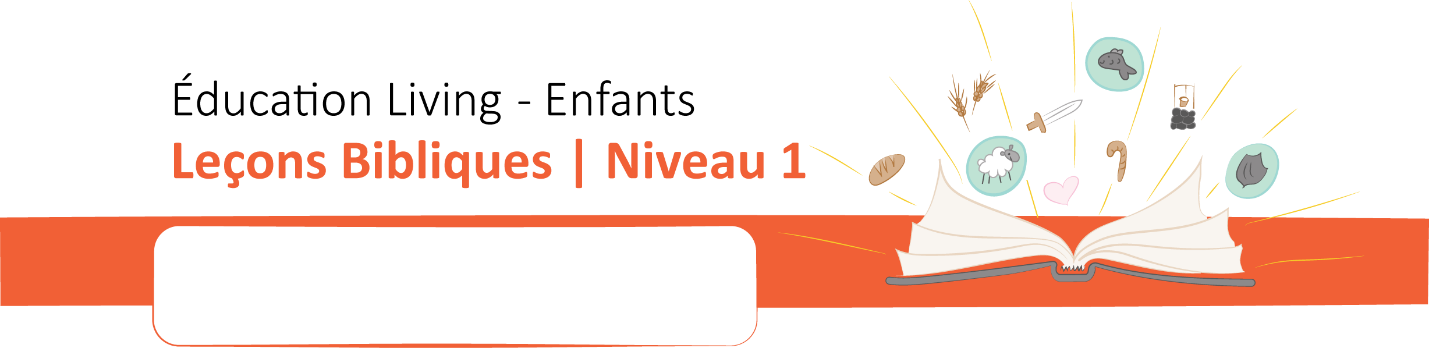 Éducation Living - Enfants
Leçons Bibliques | Niveau 1